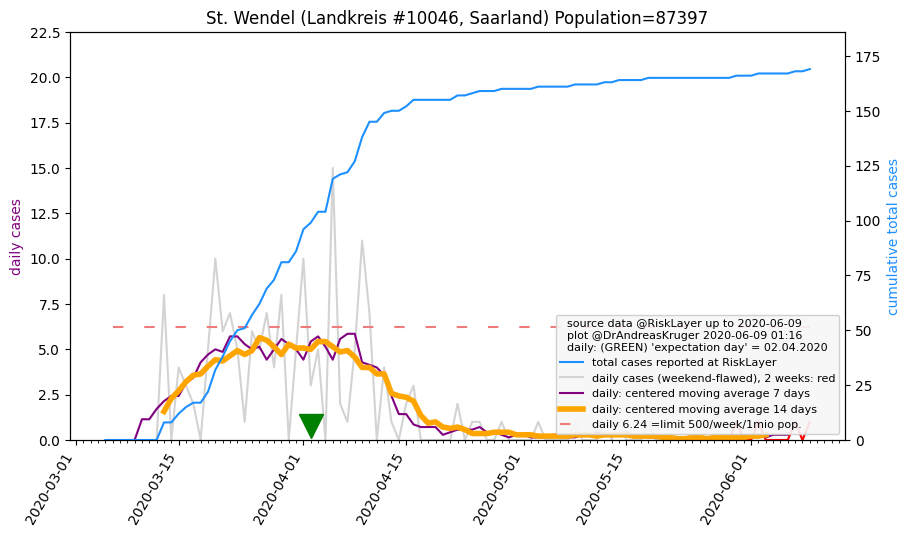 St. Wendel (Landkreis #10046, Saarland) Population=87397
22.5
20.0
17.5
15.0
12.5
10.0
7.5
5.0
2.5
0.0
daily cases
175
150
125
100
75
50
25
0
cumulative total cases
source data @RiskLayer up to 2020-06-09
plot @DrAndreasKruger 2020-06-09 01:16
daily: (GREEN) 'expectation day' = 02.04.2020
total cases reported at RiskLayer
daily cases (weekend-flawed), 2 weeks: red
daily: centered moving average 7 days
daily: centered moving average 14 days
daily 6.24 =limit 500/week/1mio pop.
2020-03-01
2020-03-15
2020-04-01
2020-04-15
2020-05-01
2020-05-15
2020-06-01